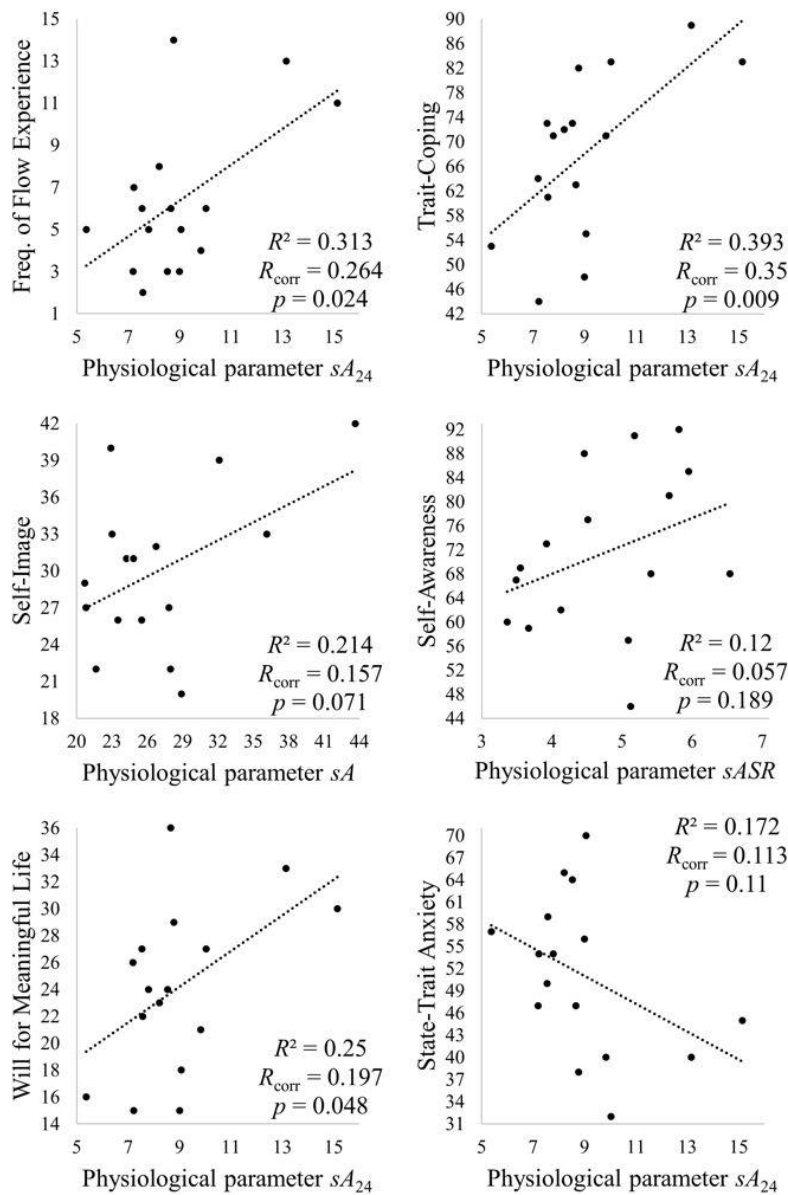 15
13
11
9
7
5
3
1
Freq. of Flow Experience
R² = 0.313
Rcorr = 0.264
p = 0.024
5 7 9 11 13 15
Physiological parameter sA24
90
86
82
78
74
70
66
62
58
54
50
46
42
Trait-Coping
R² = 0.393
Rcorr = 0.35
p = 0.009
5 7 9 11 13 15
Physiological parameter sA24
42
39
36
33
30
27
24
21
18
Self-Image
R² = 0.214
Rcorr = 0.157
p = 0.071
20 23 26 29 32 35 38 41 44
Physiological parameter sA
92
88
84
80
76
72
68
64
60
56
52
48
44
Self-Awareness
R² = 0.12
Rcorr = 0.057
p = 0.189
3 4 5 6 7
Physiological parameter sASR
36
34
32
30
28
26
24
22
20
18
16
14
Will for Meaningful Life
R² = 0.25
Rcorr = 0.197
p = 0.048
5 7 9 11 13 15
Physiological parameter sA24
70
67
64
61
58
55
52
49
46
43
40
37
34
31
State-Trait Anxiety
R² = 0.172
Rcorr = 0.113
p = 0.11
5 7 9 11 13 15
Physiological parameter sA24